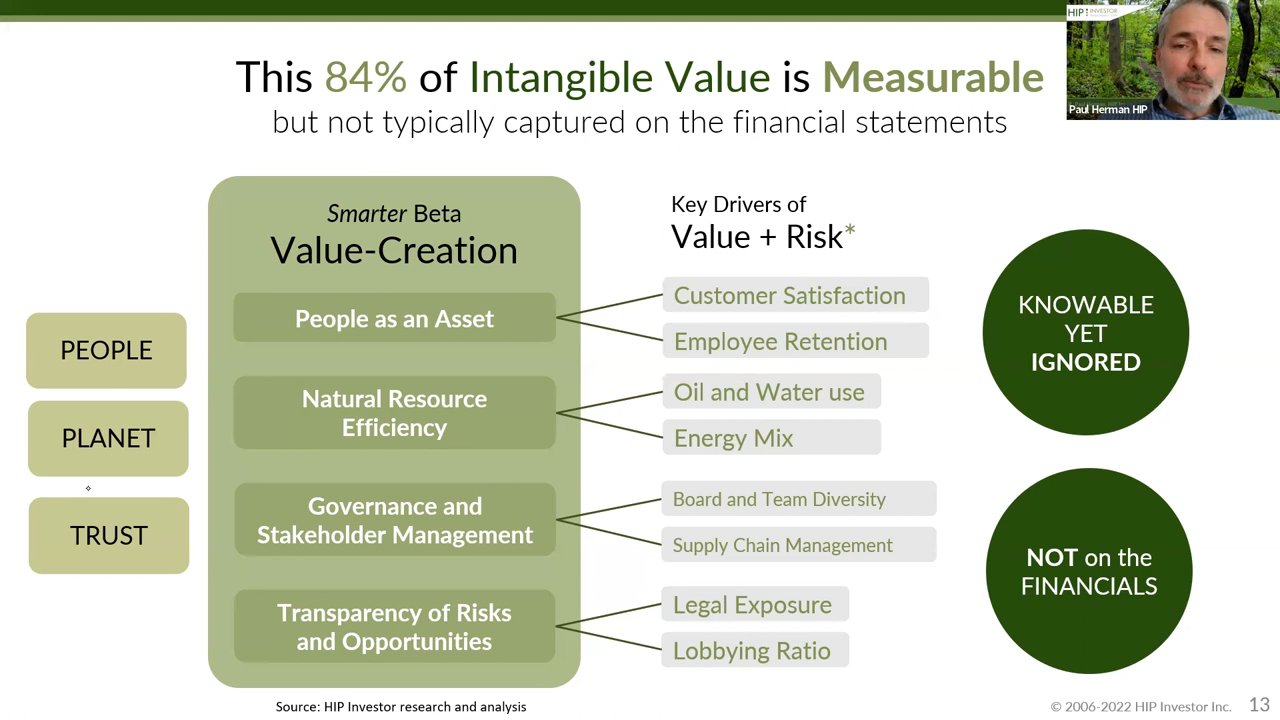 This 84% of Intangible Value is Measurable
but not typically captured on the financial statements
HIP INVESTOR
Paul Herman HIP
PEOPLE
PLANET
TRUST
Smarter Beta
Value-Creation
People as an Asset
Natural Resource
Efficiency
Governance and
Stakeholder Management
Transparency of Risks
and Opportunities
Key Drivers of
Value + Risk*
Customer Satisfaction
Employee Retention
Oil and Water use
Energy Mix
Board and Team Diversity
Supply Chain Management
Legal Exposure
Lobbying Ratio
KNOWABLE
YET
IGNORED
NOT on the
FINANCIALS
Source: HIP Investor research and analysis
© 2006-2022 HIP Investor Inc.
13